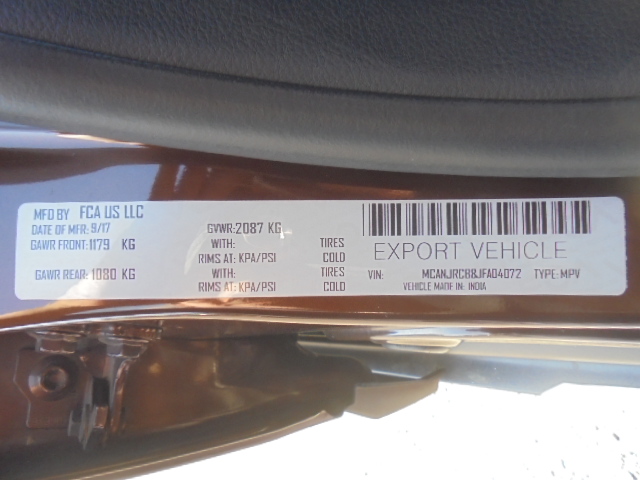 MFD BY FCA US LLC
DATE OF MFR: 9/17 GVWR: 2087 KG
GAWR FRONT: 1179 KG WITH: TIRES
RIMS AT: KPA/PSI COLD
GAWR REAR: 1080 KG WITH: TIRES
RIMS AT: KPA/PSI COLD
EXPORT VEHICLE
VIN: MCANJRC88JFA04072 TYPE: MPV
VEHICLE MADE IN: INDIA